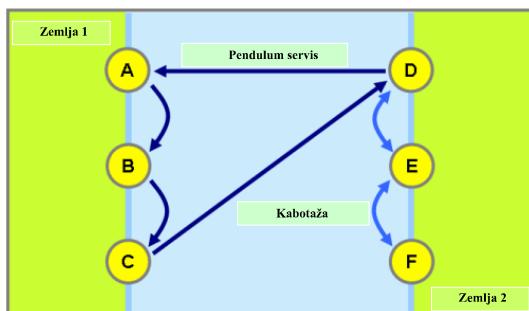 Zemlja 1
Pendulum servis
A
D
B
E
Kabotaža
C
F
Zemlja 2